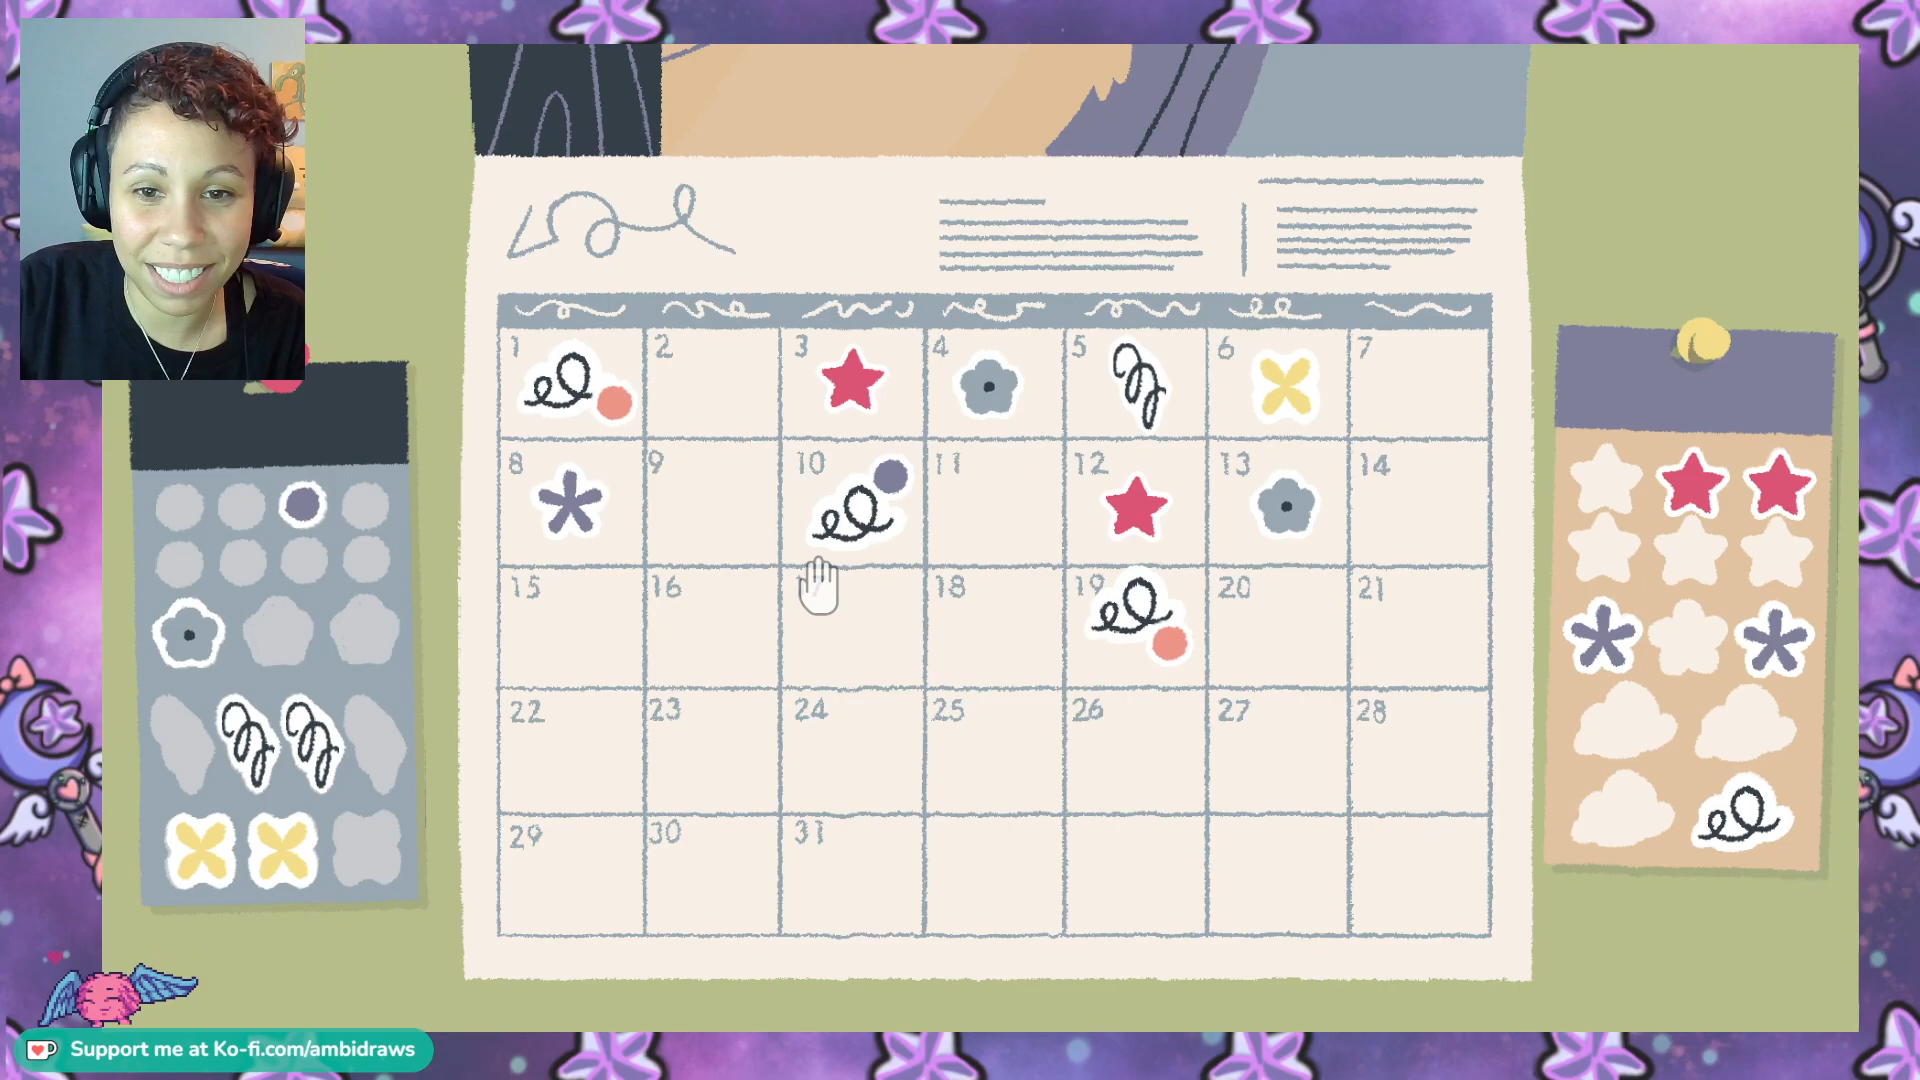 1 2 3 4 5 6 7
8 9 10 11 12 13 14
15 16 18 19 20 21
22 23 24 25 26 27 28
29 30 31
Support me at Ko-fi.com/ambidraws